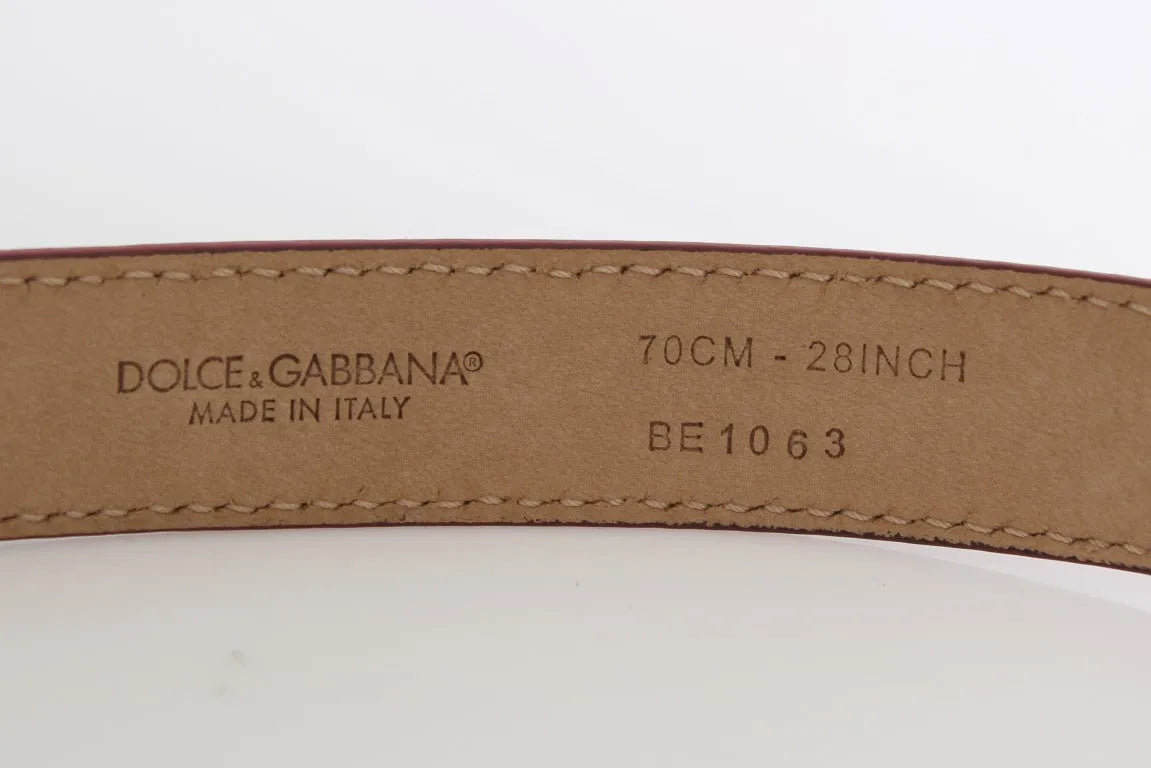 DOLCE & GABBANA®
MADE IN ITALY
70CM - 28INCH
BE1063